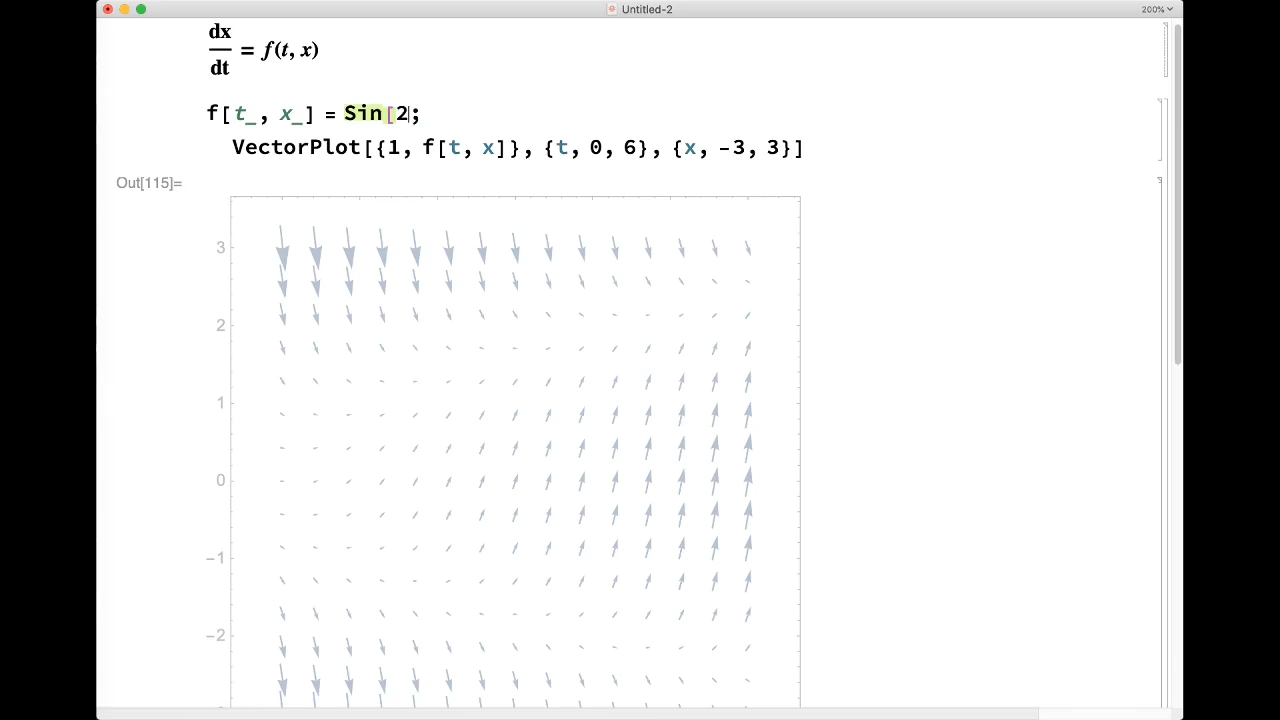 Untitled-2
200%
dx
dt
= f(t, x)
f[t_, x_] = Sin[2;
VectorPlot[{1, f[t, x]}, {t, 0, 6}, {x, -3, 3}]
Out[115]=
3
2
1
0
-1
-2